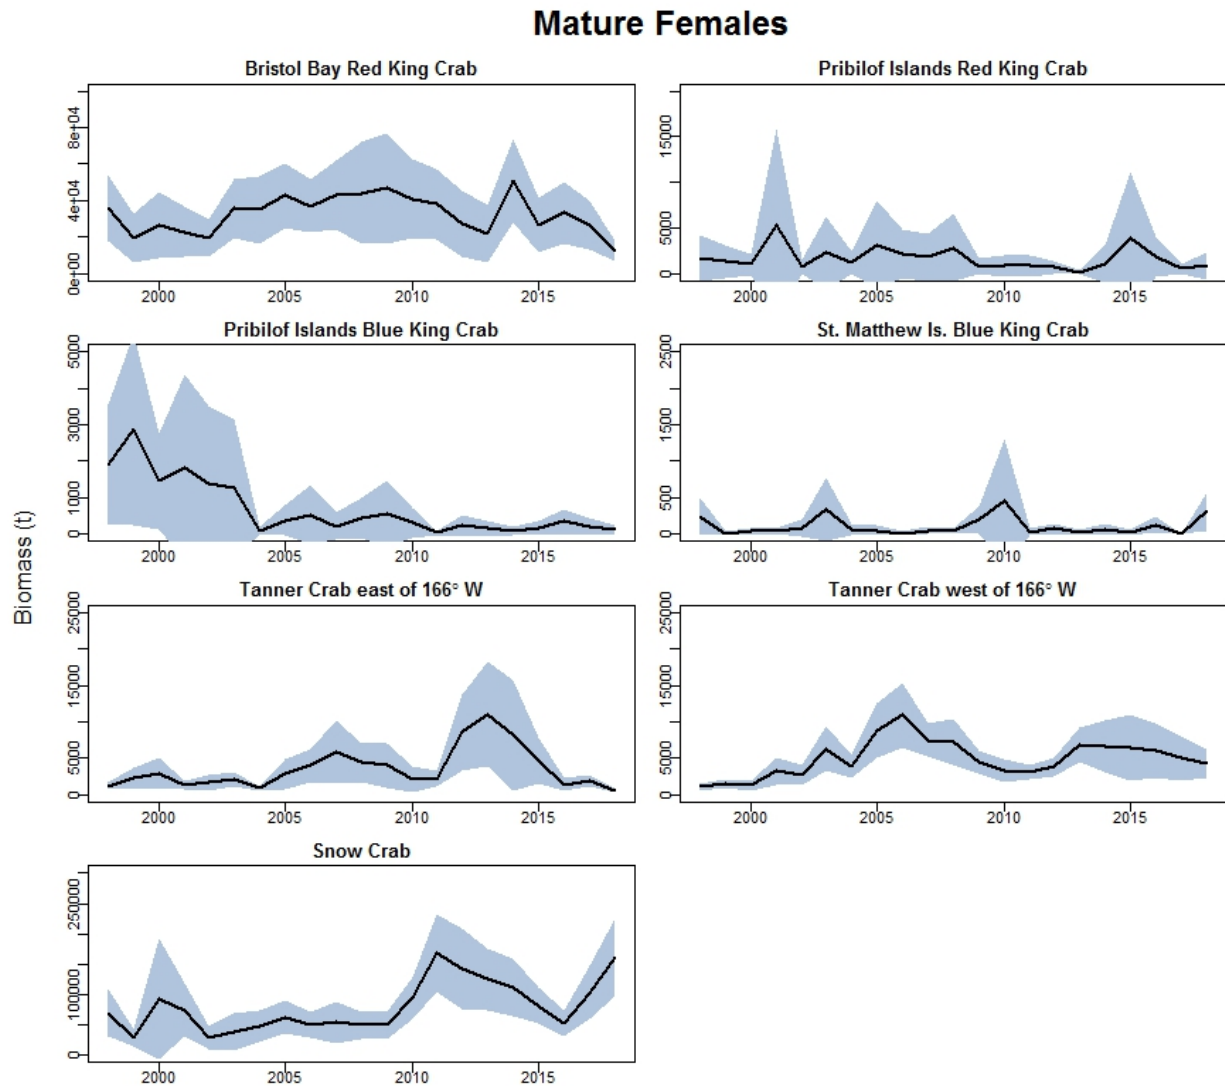 Mature Females
Biomass (t)
Bristol Bay Red King Crab
8e+04
4e+04
0e+00
2000 2005 2010 2015
Pribilof Islands Red King Crab
15000
5000
0
2000 2005 2010 2015
Pribilof Islands Blue King Crab
5000
3000
1000
0
2000 2005 2010 2015
St. Matthew Is. Blue King Crab
2500
1500
500
0
2000 2005 2010 2015
Tanner Crab east of 166° W
25000
15000
5000
0
2000 2005 2010 2015
Tanner Crab west of 166° W
25000
15000
5000
0
2000 2005 2010 2015
Snow Crab
250000
100000
0
2000 2005 2010 2015